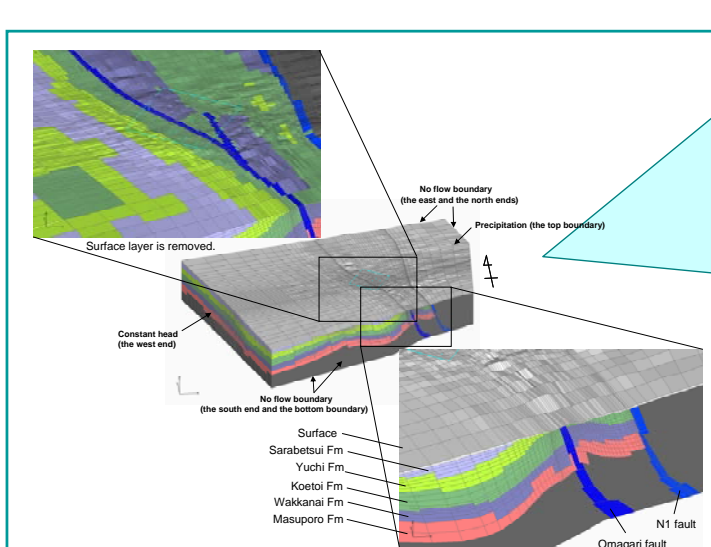 Surface layer is removed.
No flow boundary
(the east and the north ends)
Precipitation (the top boundary)
Constant head
(the west end)
No flow boundary
(the south end and the bottom boundary)
Surface
Sarabetsui Fm
Yuchi Fm
Koetoi Fm
Wakkanai Fm
Masuporo Fm
N1 fault
Omagari fault